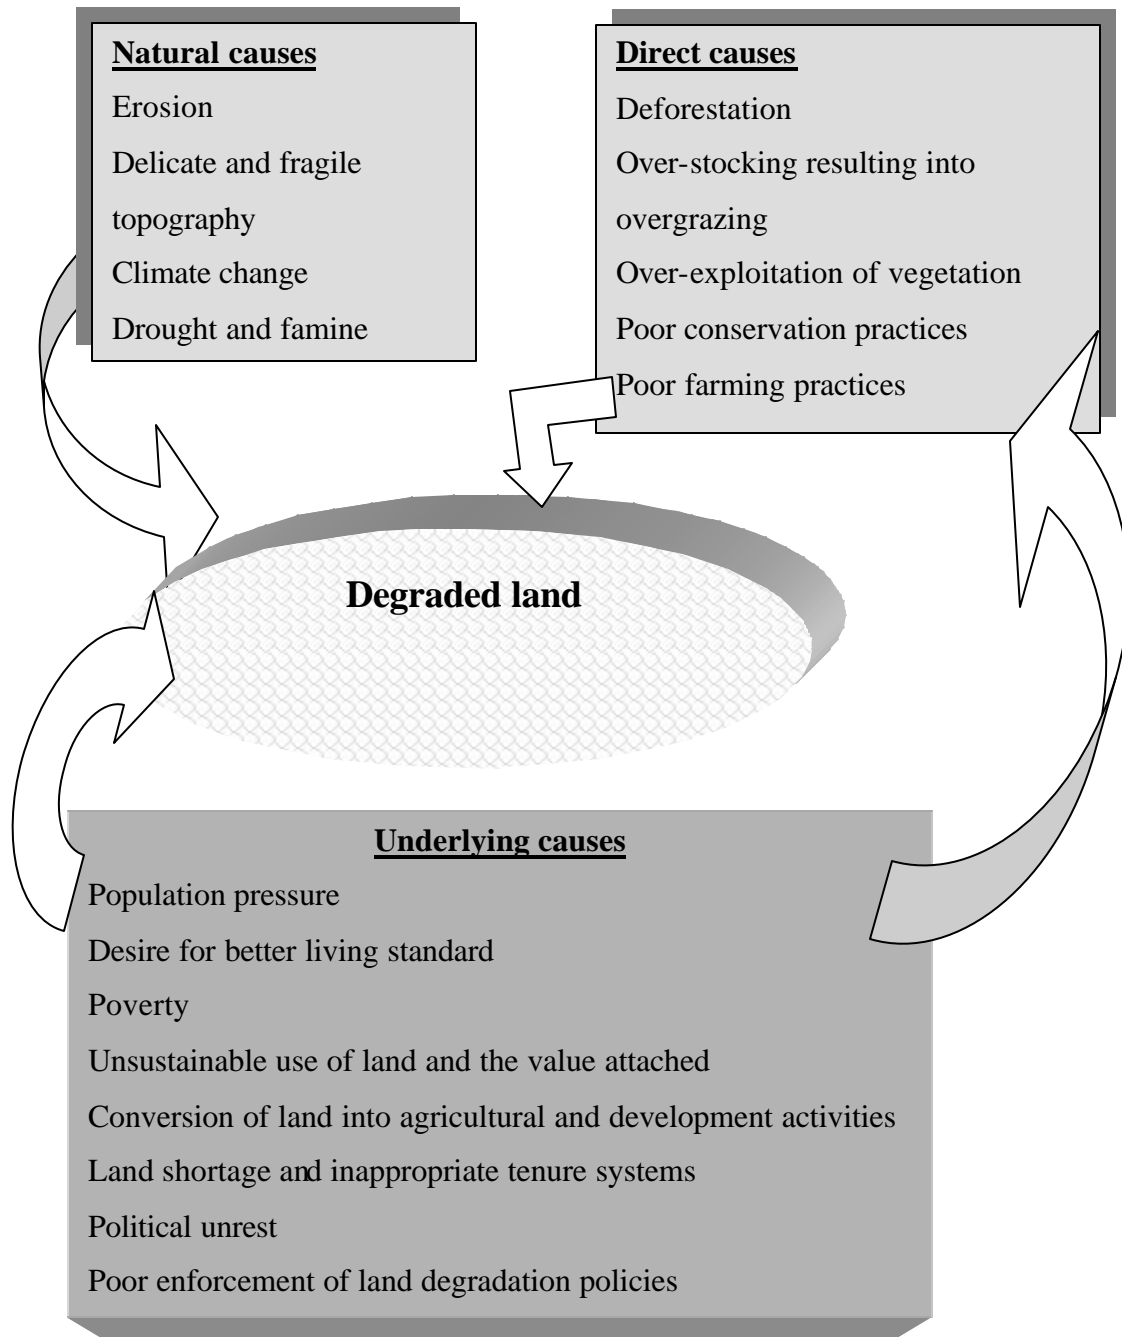 Natural causes
Erosion
Delicate and fragile
topography
Climate change
Drought and famine
Direct causes
Deforestation
Over-stocking resulting into
overgrazing
Over-exploitation of vegetation
Poor conservation practices
Poor farming practices
Degraded land
Underlying causes
Population pressure
Desire for better living standard
Poverty
Unsustainable use of land and the value attached
Conversion of land into agricultural and development activities
Land shortage and inappropriate tenure systems
Political unrest
Poor enforcement of land degradation policies